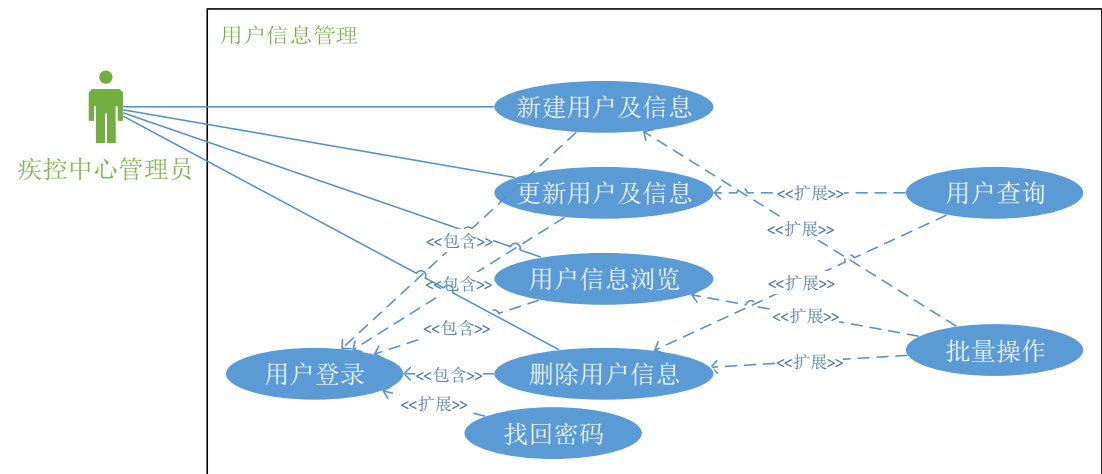 用户信息管理
疾控中心管理员
新建用户及信息
更新用户及信息
<<扩展>>
用户查询
<<扩展>>
<<包含>>
用户信息浏览
<<包含>>
<<扩展>>
<<扩展>>
<<包含>>
批量操作
<<扩展>>
用户登录
<<包含>>
删除用户信息
<<扩展>>
找回密码